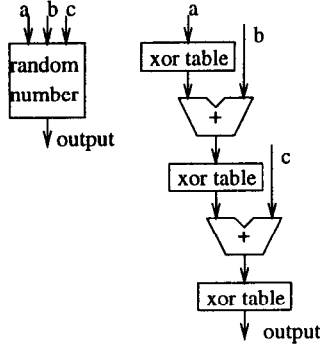 a b c
random
number
output
a
xor table
b
+
xor table
c
+
xor table
output